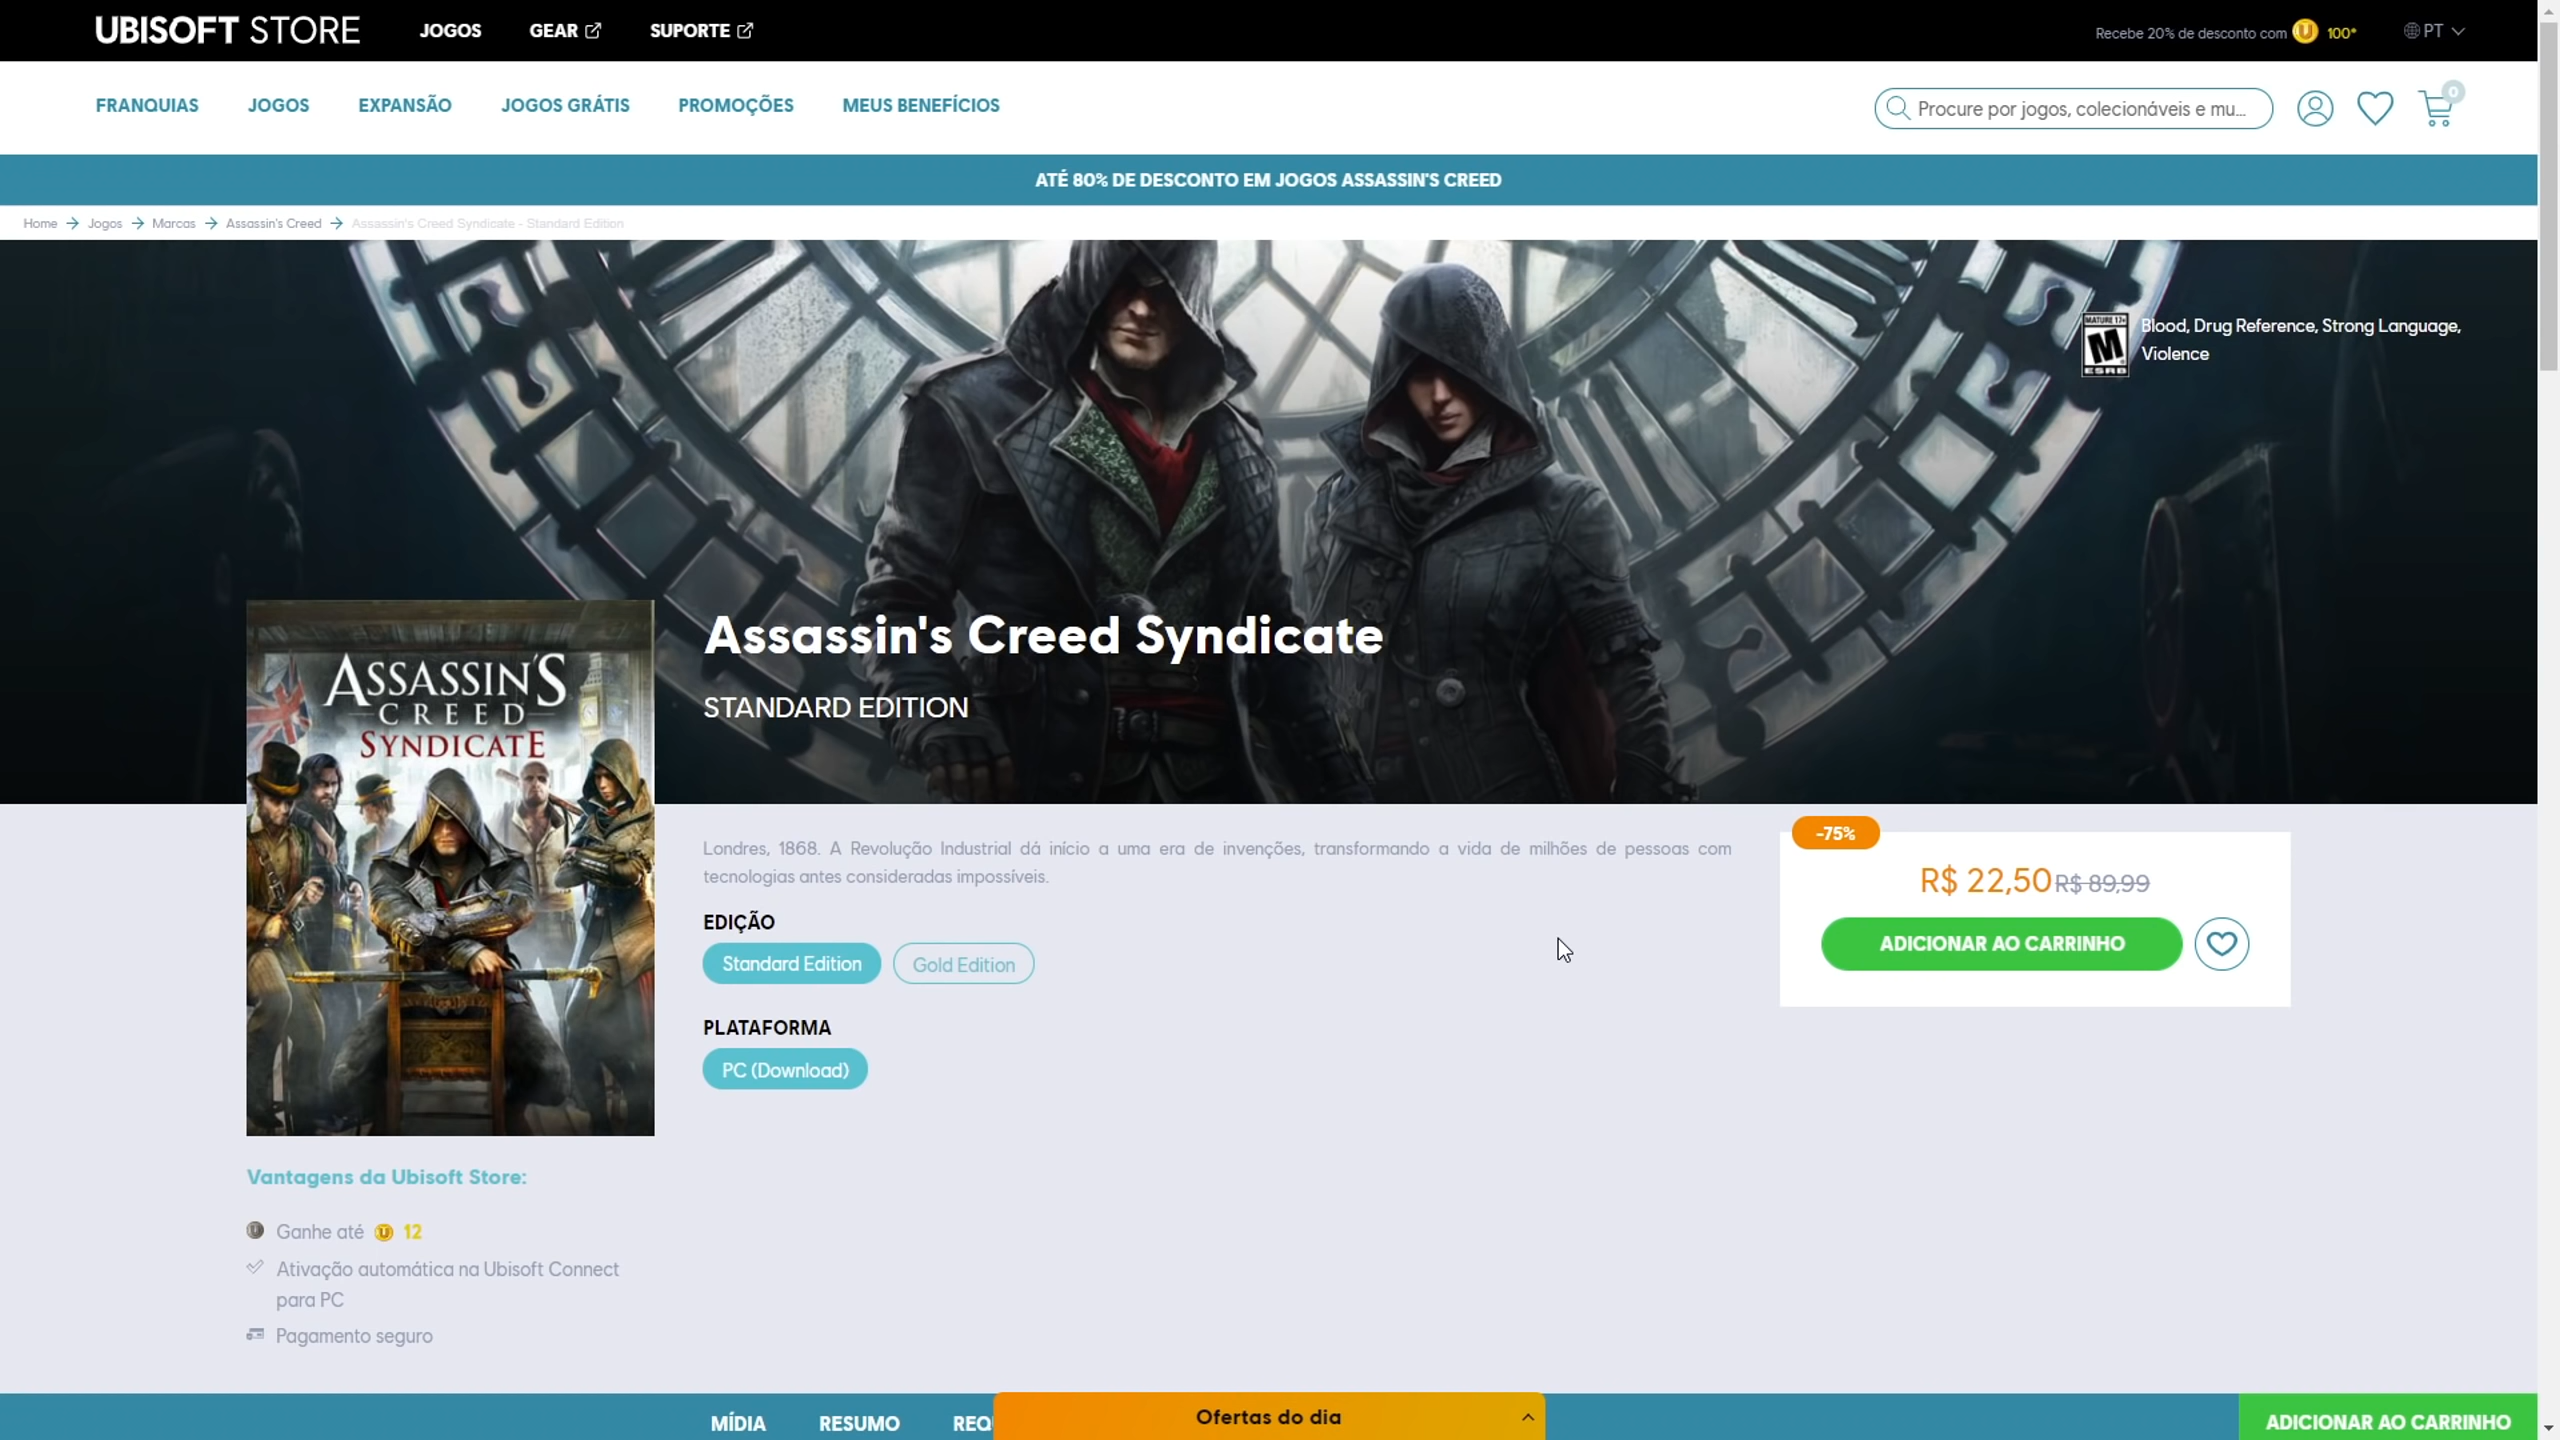 UBISOFT STORE
JOGOS
GEAR
SUPORTE
Recebe 20% de desconto com
100*
PT
FRANQUIAS
JOGOS
EXPANSÃO
JOGOS GRÁTIS
PROMOÇÕES
MEUS BENEFÍCIOS
Procure por jogos, colecionáveis e mu...
0
ATÉ 80% DE DESCONTO EM JOGOS ASSASSIN'S CREED
Home
Jogos
Marcas
Assassin's Creed
Assassin's Creed Syndicate - Standard Edition
MATURE 17+
M
ESRB
Blood, Drug Reference, Strong Language,
Violence
Assassin's Creed Syndicate
STANDARD EDITION
ASSASSIN'S
CREED
SYNDICATE
Londres, 1868. A Revolução Industrial dá início a uma era de invenções, transformando a vida de milhões de pessoas com
tecnologias antes consideradas impossíveis.
EDIÇÃO
Standard Edition
Gold Edition
PLATAFORMA
PC (Download)
-75%
R$ 22,50 R$ 89,99
ADICIONAR AO CARRINHO
Vantagens da Ubisoft Store:
Ganhe até 12
Ativação automática na Ubisoft Connect
para PC
Pagamento seguro
MÍDIA
RESUMO
REQ
Ofertas do dia
ADICIONAR AO CARRINHO